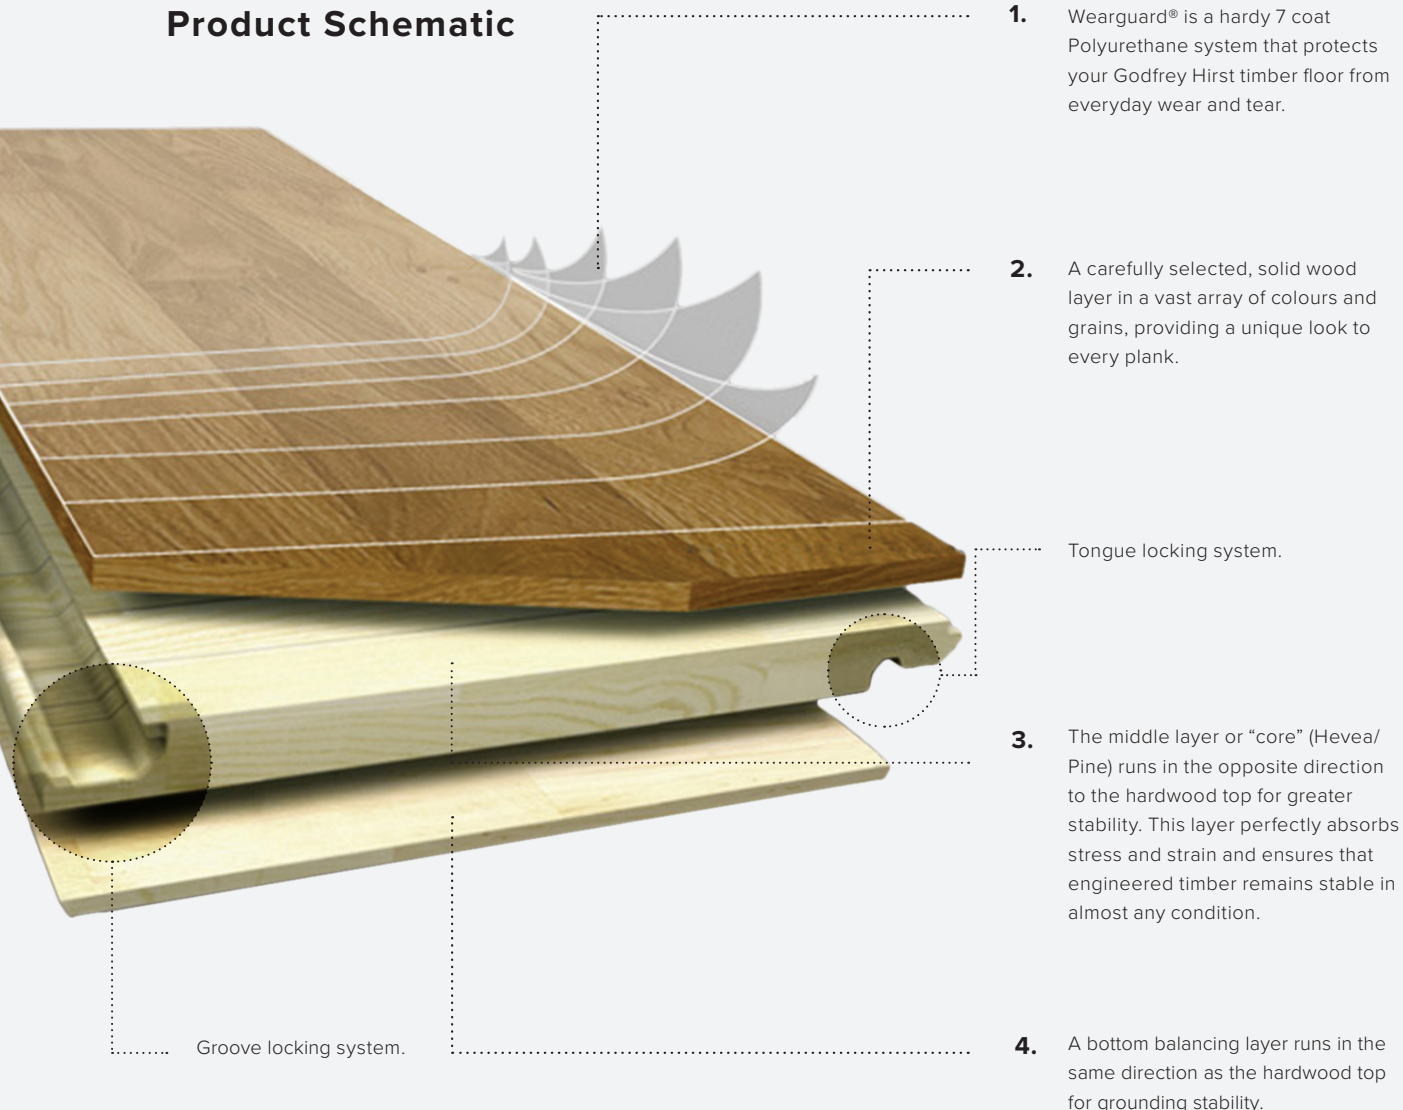 Product Schematic
1.
Wearguard® is a hardy 7 coat
Polyurethane system that protects
your Godfrey Hirst timber floor from
everyday wear and tear.
2.
A carefully selected, solid wood
layer in a vast array of colours and
grains, providing a unique look to
every plank.
Tongue locking system.
3.
The middle layer or “core” (Hevea/
Pine) runs in the opposite direction
to the hardwood top for greater
stability. This layer perfectly absorbs
stress and strain and ensures that
engineered timber remains stable in
almost any condition.
Groove locking system.
4.
A bottom balancing layer runs in the
same direction as the hardwood top
for grounding stability.